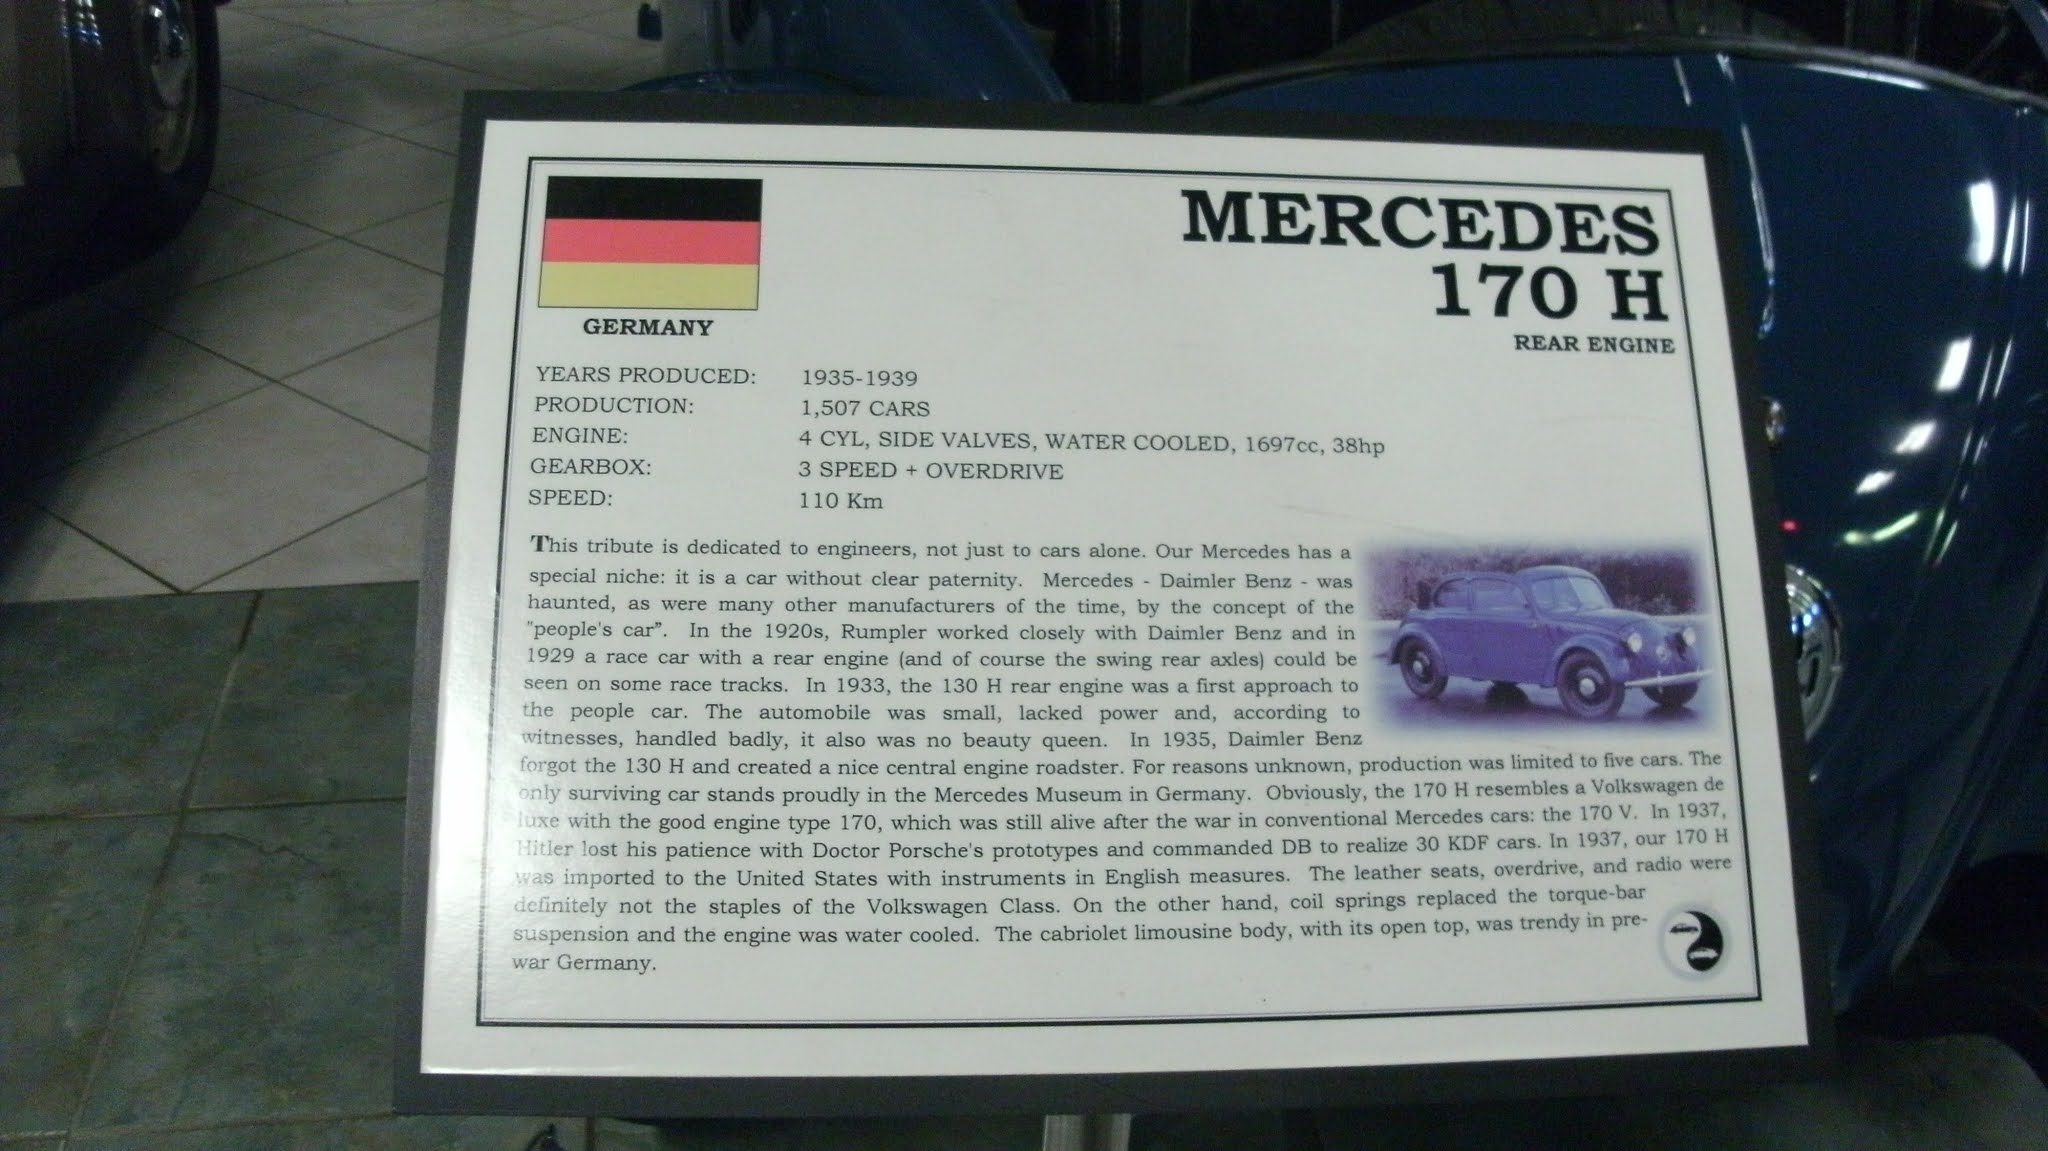 MERCEDES
170 H
REAR ENGINE
GERMANY
YEARS PRODUCED: 1935-1939
PRODUCTION: 1,507 CARS
ENGINE: 4 CYL, SIDE VALVES, WATER COOLED, 1697cc, 38hp
GEARBOX: 3 SPEED + OVERDRIVE
SPEED: 110 Km
This tribute is dedicated to engineers, not just to cars alone. Our Mercedes has a
special niche: it is a car without clear paternity. Mercedes - Daimler Benz - was
haunted, as were many other manufacturers of the time, by the concept of the
"people's car". In the 1920s, Rumpler worked closely with Daimler Benz and in
1929 a race car with a rear engine (and of course the swing rear axles) could be
seen on some race tracks. In 1933, the 130 H rear engine was a first approach to
the people car. The automobile was small, lacked power and, according to
witnesses, handled badly, it also was no beauty queen. In 1935, Daimler Benz
forgot the 130 H and created a nice central engine roadster. For reasons unknown, production was limited to five cars. The
only surviving car stands proudly in the Mercedes Museum in Germany. Obviously, the 170 H resembles a Volkswagen de
luxe with the good engine type 170, which was still alive after the war in conventional Mercedes cars: the 170 V. In 1937,
Hitler lost his patience with Doctor Porsche's prototypes and commanded DB to realize 30 KDF cars. In 1937, our 170 H
was imported to the United States with instruments in English measures. The leather seats, overdrive, and radio were
definitely not the staples of the Volkswagen Class. On the other hand, coil springs replaced the torque-bar
suspension and the engine was water cooled. The cabriolet limousine body, with its open top, was trendy in pre-
war Germany.